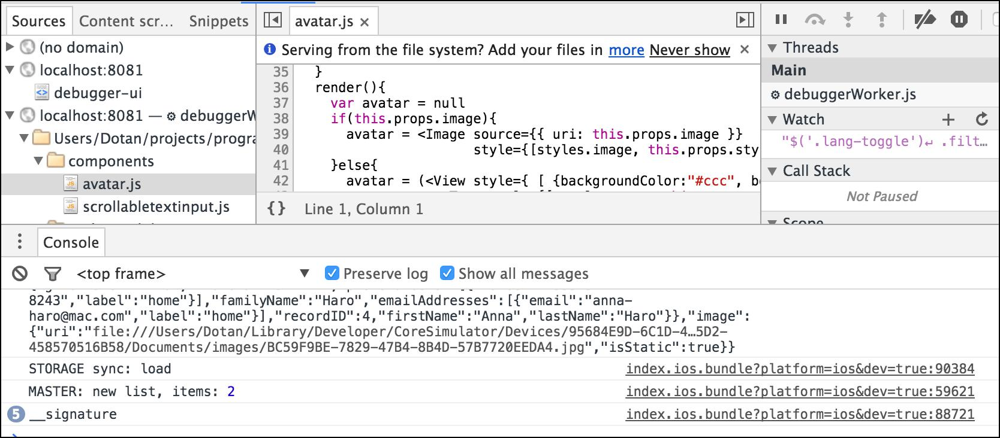 Sources Content scr... Snippets
(no domain)
localhost:8081
debugger-ui
localhost:8081 — debuggerW
Users/Dotan/projects/progra
components
avatar.js
scrollabletextinput.js
avatar.js ×
Serving from the file system? Add your files in more Never show ×
35 }
36 render(){
37 var avatar = null
38 if(this.props.image){
39 avatar = <Image source={{ uri: this.props.image }}
40 style={[styles.image, this.props.sty
41 }else{
42 avatar = (<View style={ [ {backgroundColor:"#ccc", bo
{} Line 1, Column 1
Threads
Main
debuggerWorker.js
Watch
"$('.lang-toggle')↵ .filt…
Call Stack
Not Paused
Scope
Console
<top frame> Preserve log Show all messages
8243","label":"home"}],"familyName":"Haro","emailAddresses":[{"email":"anna-
haro@mac.com","label":"home"}],"recordID":4,"firstName":"Anna","lastName":"Haro"}},"image":
{"uri":"file:///Users/Dotan/Library/Developer/CoreSimulator/Devices/95684E9D-6C1D-4…5D2-
458570516B58/Documents/images/BC59F9BE-7829-47B4-8B4D-57B7720EEDA4.jpg","isStatic":true}}
STORAGE sync: load index.ios.bundle?platform=ios&dev=true:90384
MASTER: new list, items: 2 index.ios.bundle?platform=ios&dev=true:59621
5 __signature index.ios.bundle?platform=ios&dev=true:88721